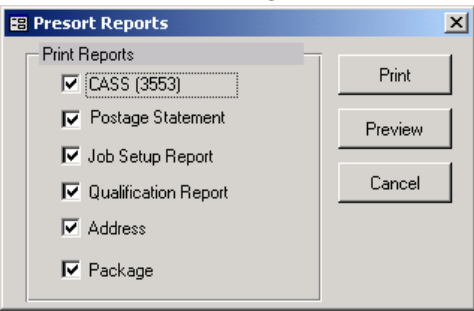 Presort Reports
Print Reports
CASS (3553)
Postage Statement
Job Setup Report
Qualification Report
Address
Package
Print
Preview
Cancel